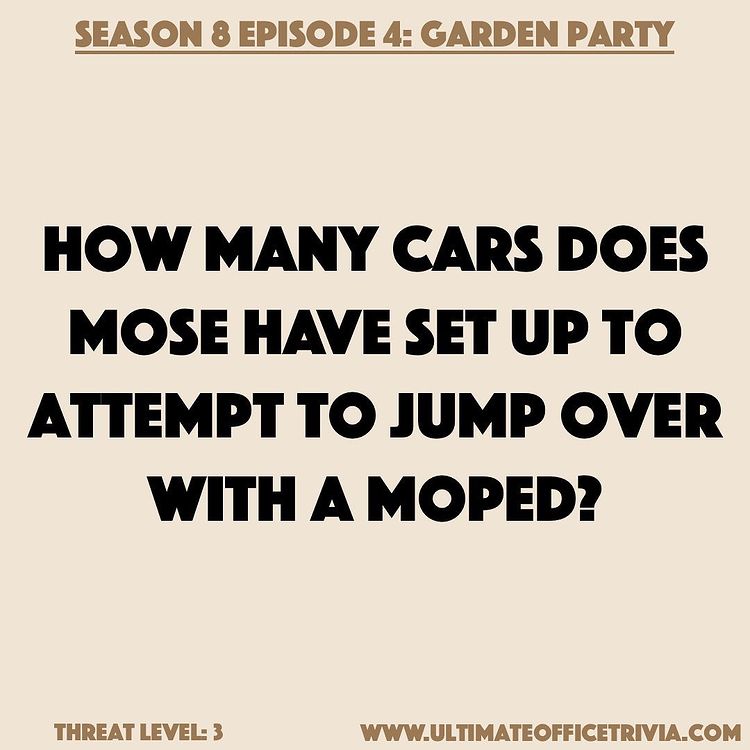 SEASON 8 EPISODE 4: GARDEN PARTY
HOW MANY CARS DOES
MOSE HAVE SET UP TO
ATTEMPT TO JUMP OVER
WITH A MOPED?
THREAT LEVEL: 3
WWW.ULTIMATEOFFICETRIVIA.COM